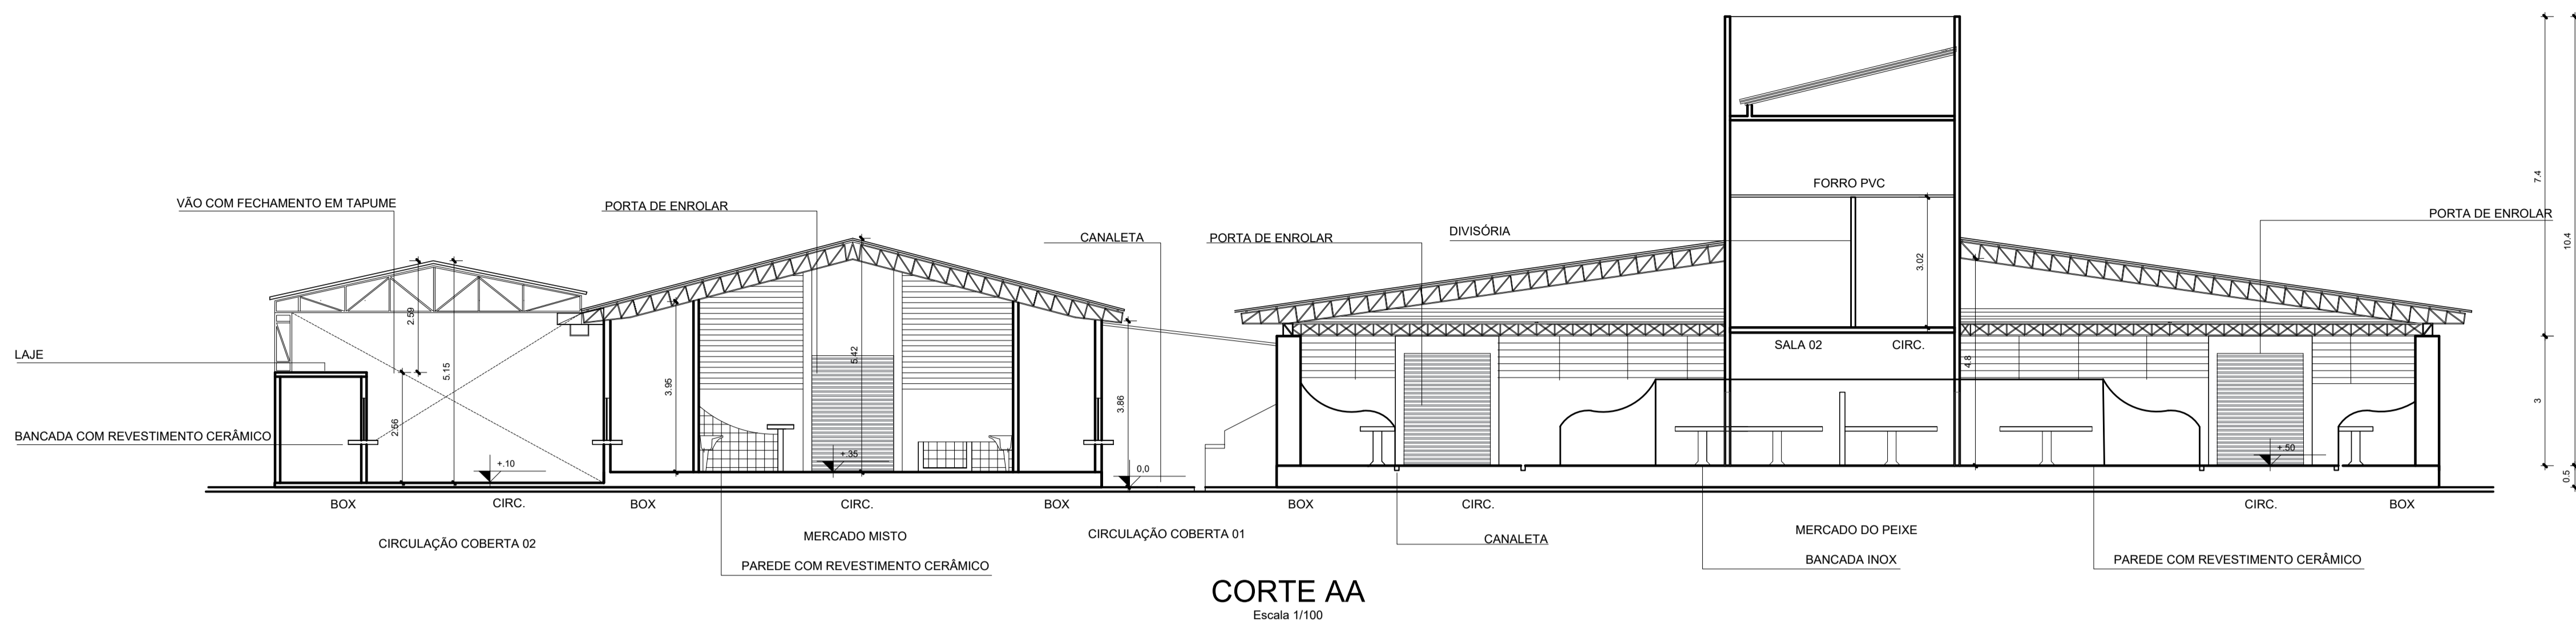 VÃO COM FECHAMENTO EM TAPUME
PORTA DE ENROLAR
CANALETA
PORTA DE ENROLAR
DIVISÓRIA
FORRO PVC
PORTA DE ENROLAR
7.4
10.4
3.02
LAJE
2.59
5.15
5.42
3.95
3.86
SALA 02
CIRC.
4.8
3
2.56
BANCADA COM REVESTIMENTO CERÂMICO
+.10
+.35
0,0
+.50
0.5
BOX
CIRC.
BOX
CIRC.
BOX
BOX
CIRC.
CIRC.
BOX
CIRCULAÇÃO COBERTA 02
MERCADO MISTO
CIRCULAÇÃO COBERTA 01
CANALETA
MERCADO DO PEIXE
PAREDE COM REVESTIMENTO CERÂMICO
BANCADA INOX
PAREDE COM REVESTIMENTO CERÂMICO
CORTE AA
Escala 1/100